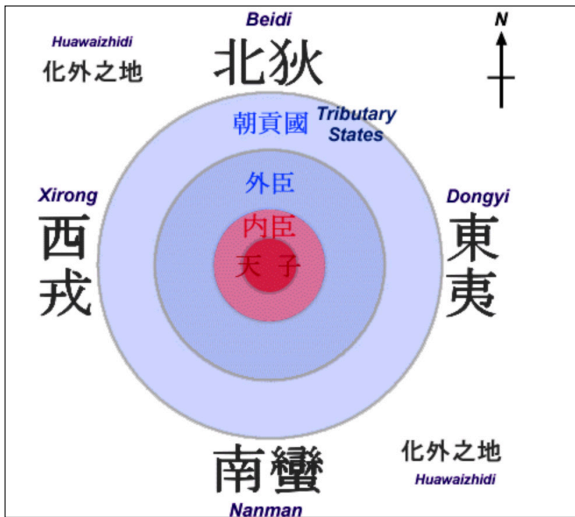 Beidi
北狄
N
Huawaizhidi
化外之地
朝貢國
Tributary
States
外臣
Xirong
西
戎
内臣
天子
Dongyi
東
夷
化外之地
Huawaizhidi
南蠻
Nanman